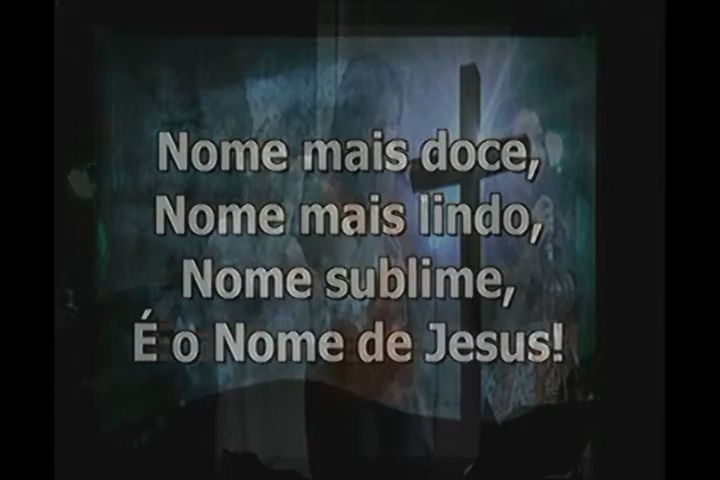 Nome mais doce,
Nome mais lindo,
Nome sublime,
É o Nome de Jesus!